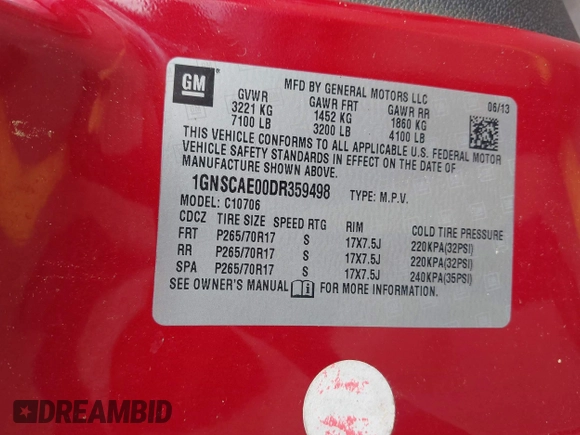 GM
MFD BY GENERAL MOTORS LLC
06/13
GVWR GAWR FRT GAWR RR
3221 KG 1452 KG 1860 KG
7100 LB 3200 LB 4100 LB
THIS VEHICLE CONFORMS TO ALL APPLICABLE U.S. FEDERAL MOTOR
VEHICLE SAFETY STANDARDS IN EFFECT ON THE DATE OF
MANUFACTURE SHOWN ABOVE.
1GNSCAE00DR359498 TYPE: M.P.V.
MODEL: C10706
CDCZ TIRE SIZE SPEED RTG RIM COLD TIRE PRESSURE
FRT P265/70R17 S 17X7.5J 220KPA(32PSI)
RR P265/70R17 S 17X7.5J 220KPA(32PSI)
SPA P265/70R17 S 17X7.5J 240KPA(35PSI)
SEE OWNER'S MANUAL FOR MORE INFORMATION.
DREAMBID